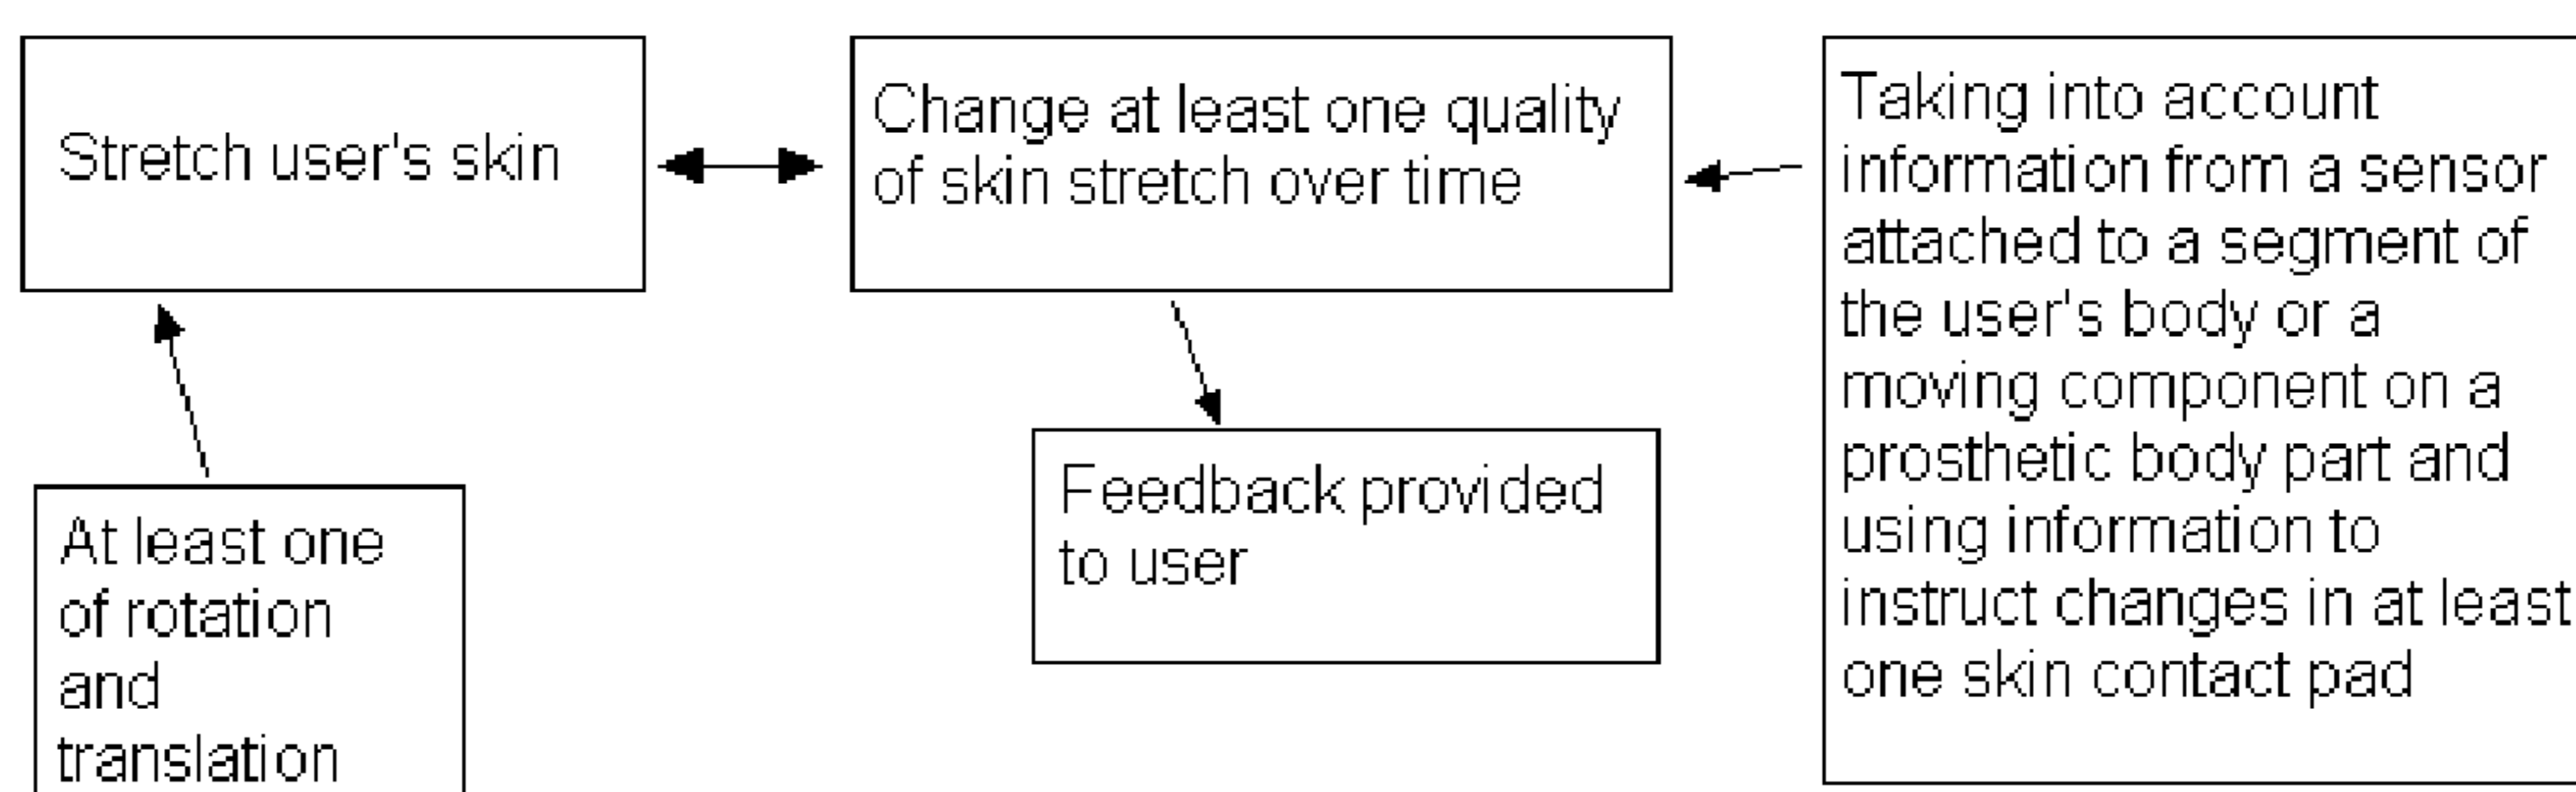 Stretch user's skin
Change at least one quality
of skin stretch over time
Taking into account
information from a sensor
attached to a segment of
the user's body or a
moving component on a
prosthetic body part and
using information to
instruct changes in at least
one skin contact pad
Feedback provided
to user
At least one
of rotation
and
translation